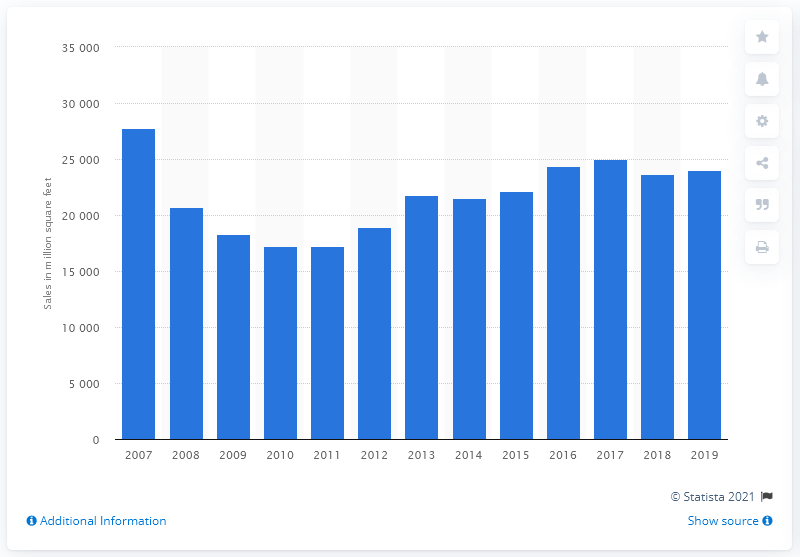 35 000
30 000
25 000
20 000
15 000
10 000
5 000
0
Sales in million square feet
2007 2008 2009 2010 2011 2012 2013 2014 2015 2016 2017 2018 2019
© Statista 2021
Additional Information Show source